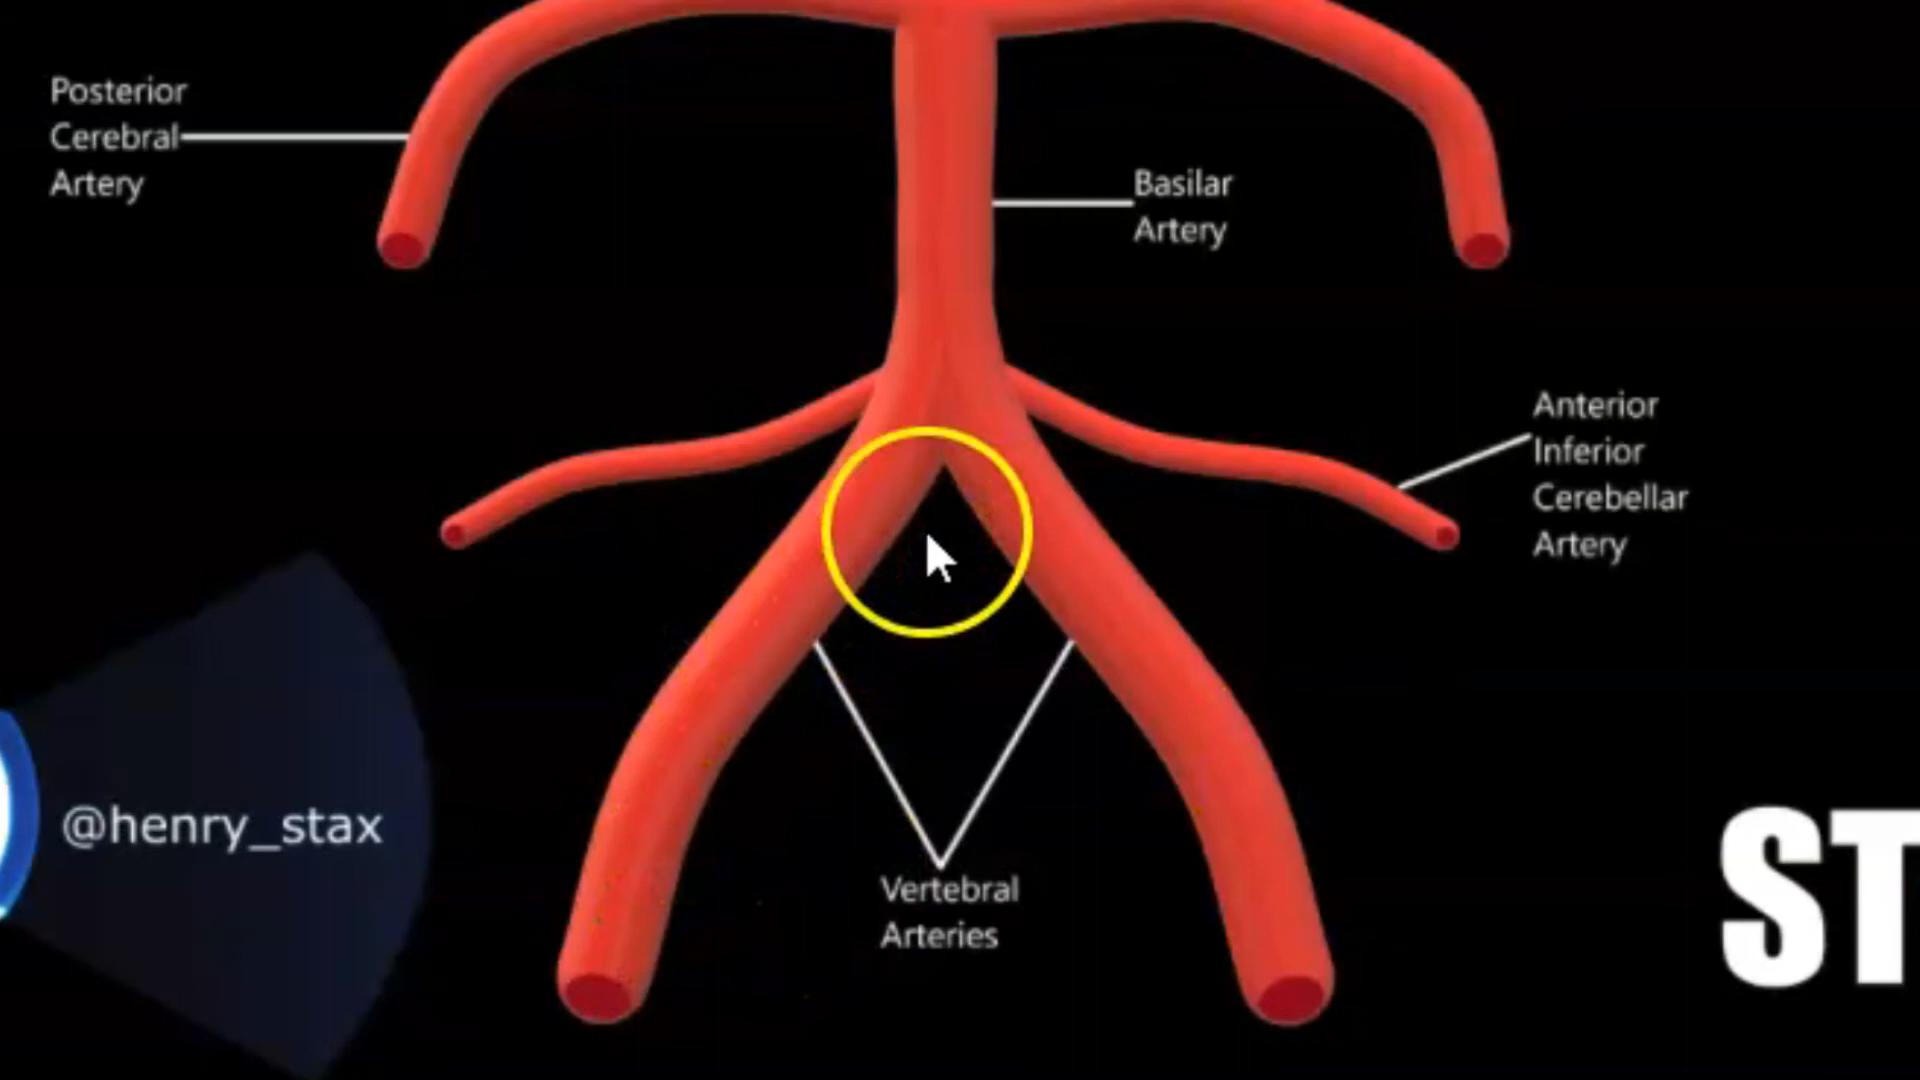 Posterior
Cerebral
Artery
Basilar
Artery
Anterior
Inferior
Cerebellar
Artery
@henry_stax
Vertebral
Arteries
ST